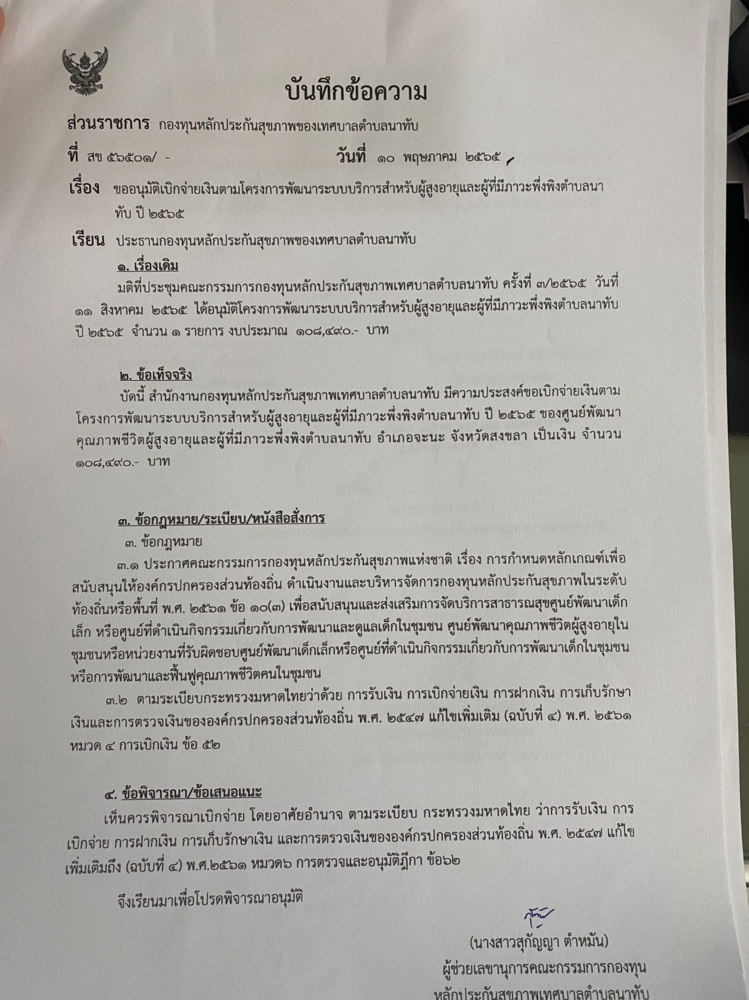 บันทึกข้อความ
ส่วนราชการ กองทุนหลักประกันสุขภาพของเทศบาลตำบลนาทับ
ที่ สข ๕๖๕๐๑/ - วันที่ ๑๐ พฤษภาคม ๒๕๖๕
เรื่อง ขออนุมัติเบิกจ่ายเงินตามโครงการพัฒนาระบบบริการสำหรับผู้สูงอายุและผู้ที่มีภาวะพึ่งพิงตำบลนา
ทับ ปี ๒๕๖๕
เรียน ประธานกองทุนหลักประกันสุขภาพของเทศบาลตำบลนาทับ
๑. เรื่องเดิม
มติที่ประชุมคณะกรรมการกองทุนหลักประกันสุขภาพเทศบาลตำบลนาทับ ครั้งที่ ๓/๒๕๖๕ วันที่
๑๑ สิงหาคม ๒๕๖๕ ได้อนุมัติโครงการพัฒนาระบบบริการสำหรับผู้สูงอายุและผู้ที่มีภาวะพึ่งพิงตำบลนาทับ
ปี ๒๕๖๕ จำนวน ๑ รายการ งบประมาณ ๑๐๘,๔๙๐.- บาท
๒. ข้อเท็จจริง
บัดนี้ สำนักงานกองทุนหลักประกันสุขภาพเทศบาลตำบลนาทับ มีความประสงค์ขอเบิกจ่ายเงินตาม
โครงการพัฒนาระบบบริการสำหรับผู้สูงอายุและผู้ที่มีภาวะพึ่งพิงตำบลนาทับ ปี ๒๕๖๕ ของศูนย์พัฒนา
คุณภาพชีวิตผู้สูงอายุและผู้ที่มีภาวะพึ่งพิงตำบลนาทับ อำเภอจะนะ จังหวัดสงขลา เป็นเงิน จำนวน
๑๐๘,๔๙๐.- บาท
๓. ข้อกฎหมาย/ระเบียบ/หนังสือสั่งการ
๓. ข้อกฎหมาย
๓.๑ ประกาศคณะกรรมการกองทุนหลักประกันสุขภาพแห่งชาติ เรื่อง การกำหนดหลักเกณฑ์เพื่อ
สนับสนุนให้องค์กรปกครองส่วนท้องถิ่น ดำเนินงานและบริหารจัดการกองทุนหลักประกันสุขภาพในระดับ
ท้องถิ่นหรือพื้นที่ พ.ศ. ๒๕๖๑ ข้อ ๑๐(๓) เพื่อสนับสนุนและส่งเสริมการจัดบริการสาธารณสุขศูนย์พัฒนาเด็ก
เล็ก หรือศูนย์ที่ดำเนินกิจกรรมเกี่ยวกับการพัฒนาและดูแลเด็กในชุมชน ศูนย์พัฒนาคุณภาพชีวิตผู้สูงอายุใน
ชุมชนหรือหน่วยงานที่รับผิดชอบศูนย์พัฒนาเด็กเล็กหรือศูนย์ที่ดำเนินกิจกรรมเกี่ยวกับการพัฒนาเด็กในชุมชน
หรือการพัฒนาและฟื้นฟูคุณภาพชีวิตคนในชุมชน
๓.๒ ตามระเบียบกระทรวงมหาดไทยว่าด้วย การรับเงิน การเบิกจ่ายเงิน การฝากเงิน การเก็บรักษา
เงินและการตรวจเงินขององค์กรปกครองส่วนท้องถิ่น พ.ศ. ๒๕๔๗ แก้ไขเพิ่มเติม (ฉบับที่ ๔) พ.ศ. ๒๕๖๑
หมวด ๔ การเบิกเงิน ข้อ ๕๒
๔. ข้อพิจารณา/ข้อเสนอแนะ
เห็นควรพิจารณาเบิกจ่าย โดยอาศัยอำนาจ ตามระเบียบ กระทรวงมหาดไทย ว่าการรับเงิน การ
เบิกจ่าย การฝากเงิน การเก็บรักษาเงิน และการตรวจเงินขององค์กรปกครองส่วนท้องถิ่น พ.ศ. ๒๕๔๗ แก้ไข
เพิ่มเติมถึง (ฉบับที่ ๔) พ.ศ.๒๕๖๑ หมวด๖ การตรวจและอนุมัติฎีกา ข้อ๖๒
จึงเรียนมาเพื่อโปรดพิจารณาอนุมัติ
(นางสาวสุกัญญา ตำหมัน)
ผู้ช่วยเลขานุการคณะกรรมการกองทุน
หลักประกันสุขภาพเทศบาลตำบลนาทับ